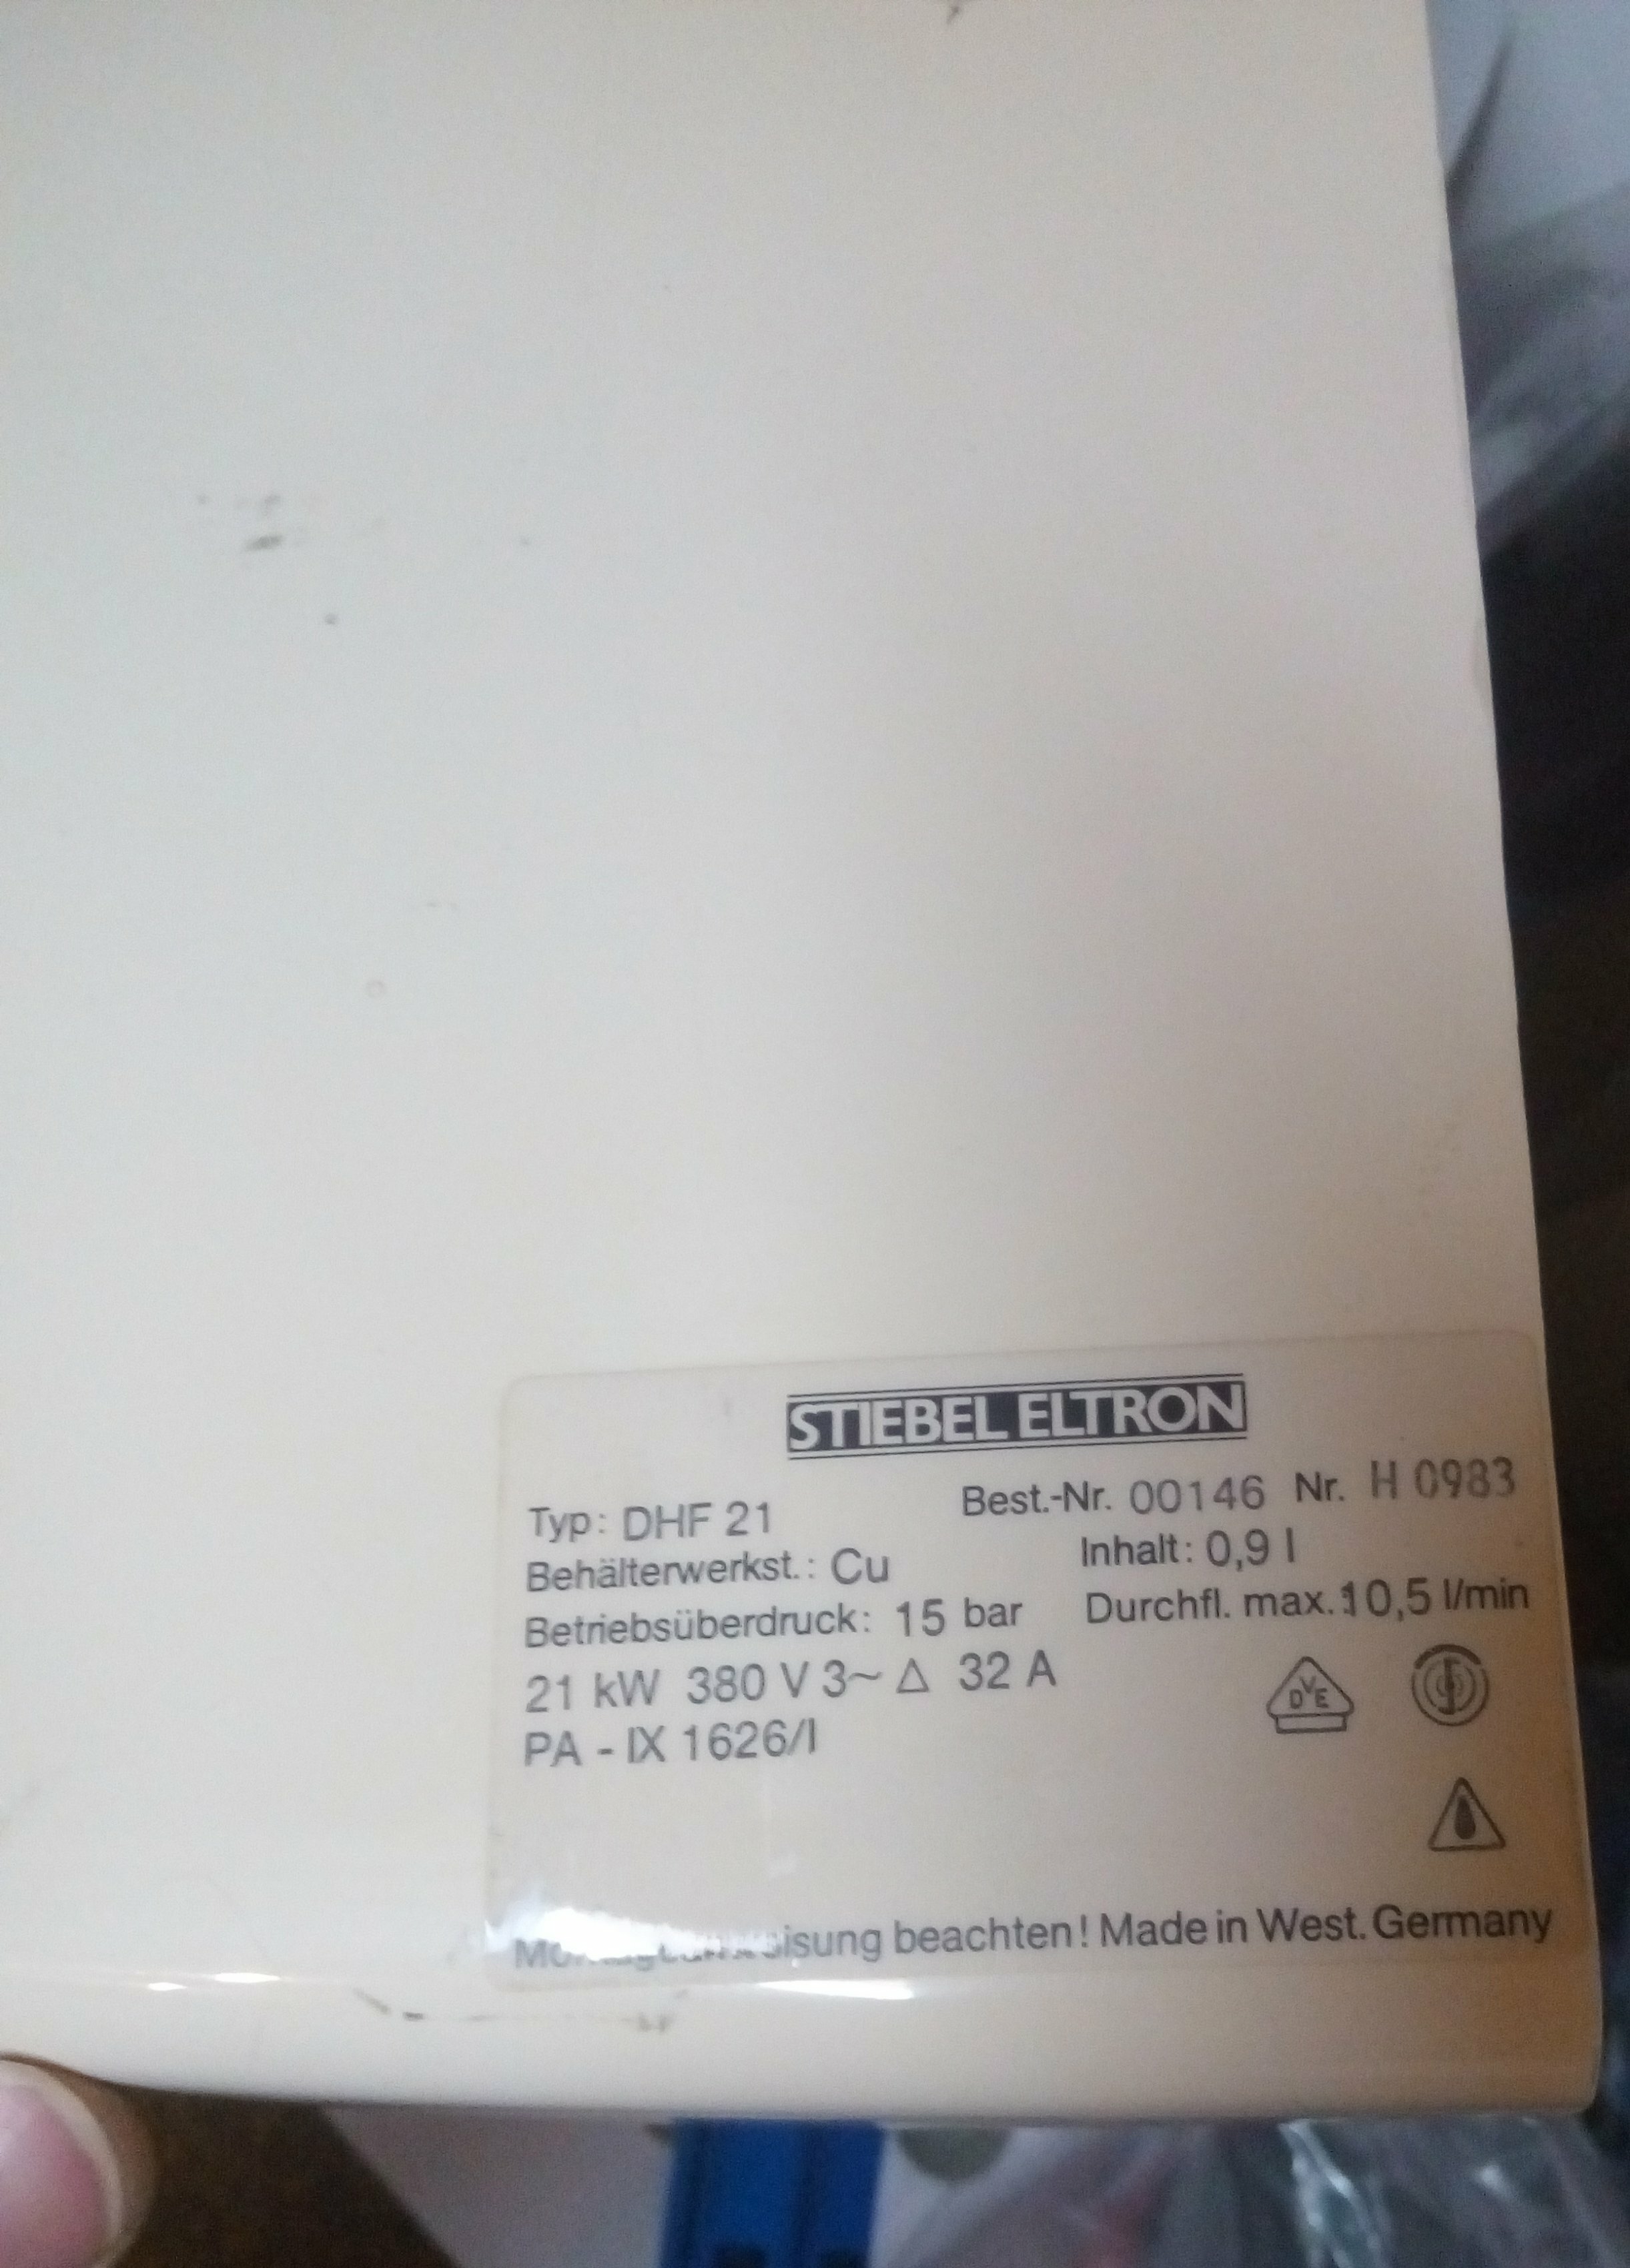 STIEBEL ELTRON
Typ: DHF 21 Best.-Nr. 00146 Nr. H 0983
Behälterwerkst.: Cu Inhalt: 0,9 l
Betriebsüberdruck: 15 bar Durchfl. max. 10,5 l/min
21 kW 380 V 3~ Δ 32 A
DVE
PA - IX 1626/I
beachten! Made in West. Germany